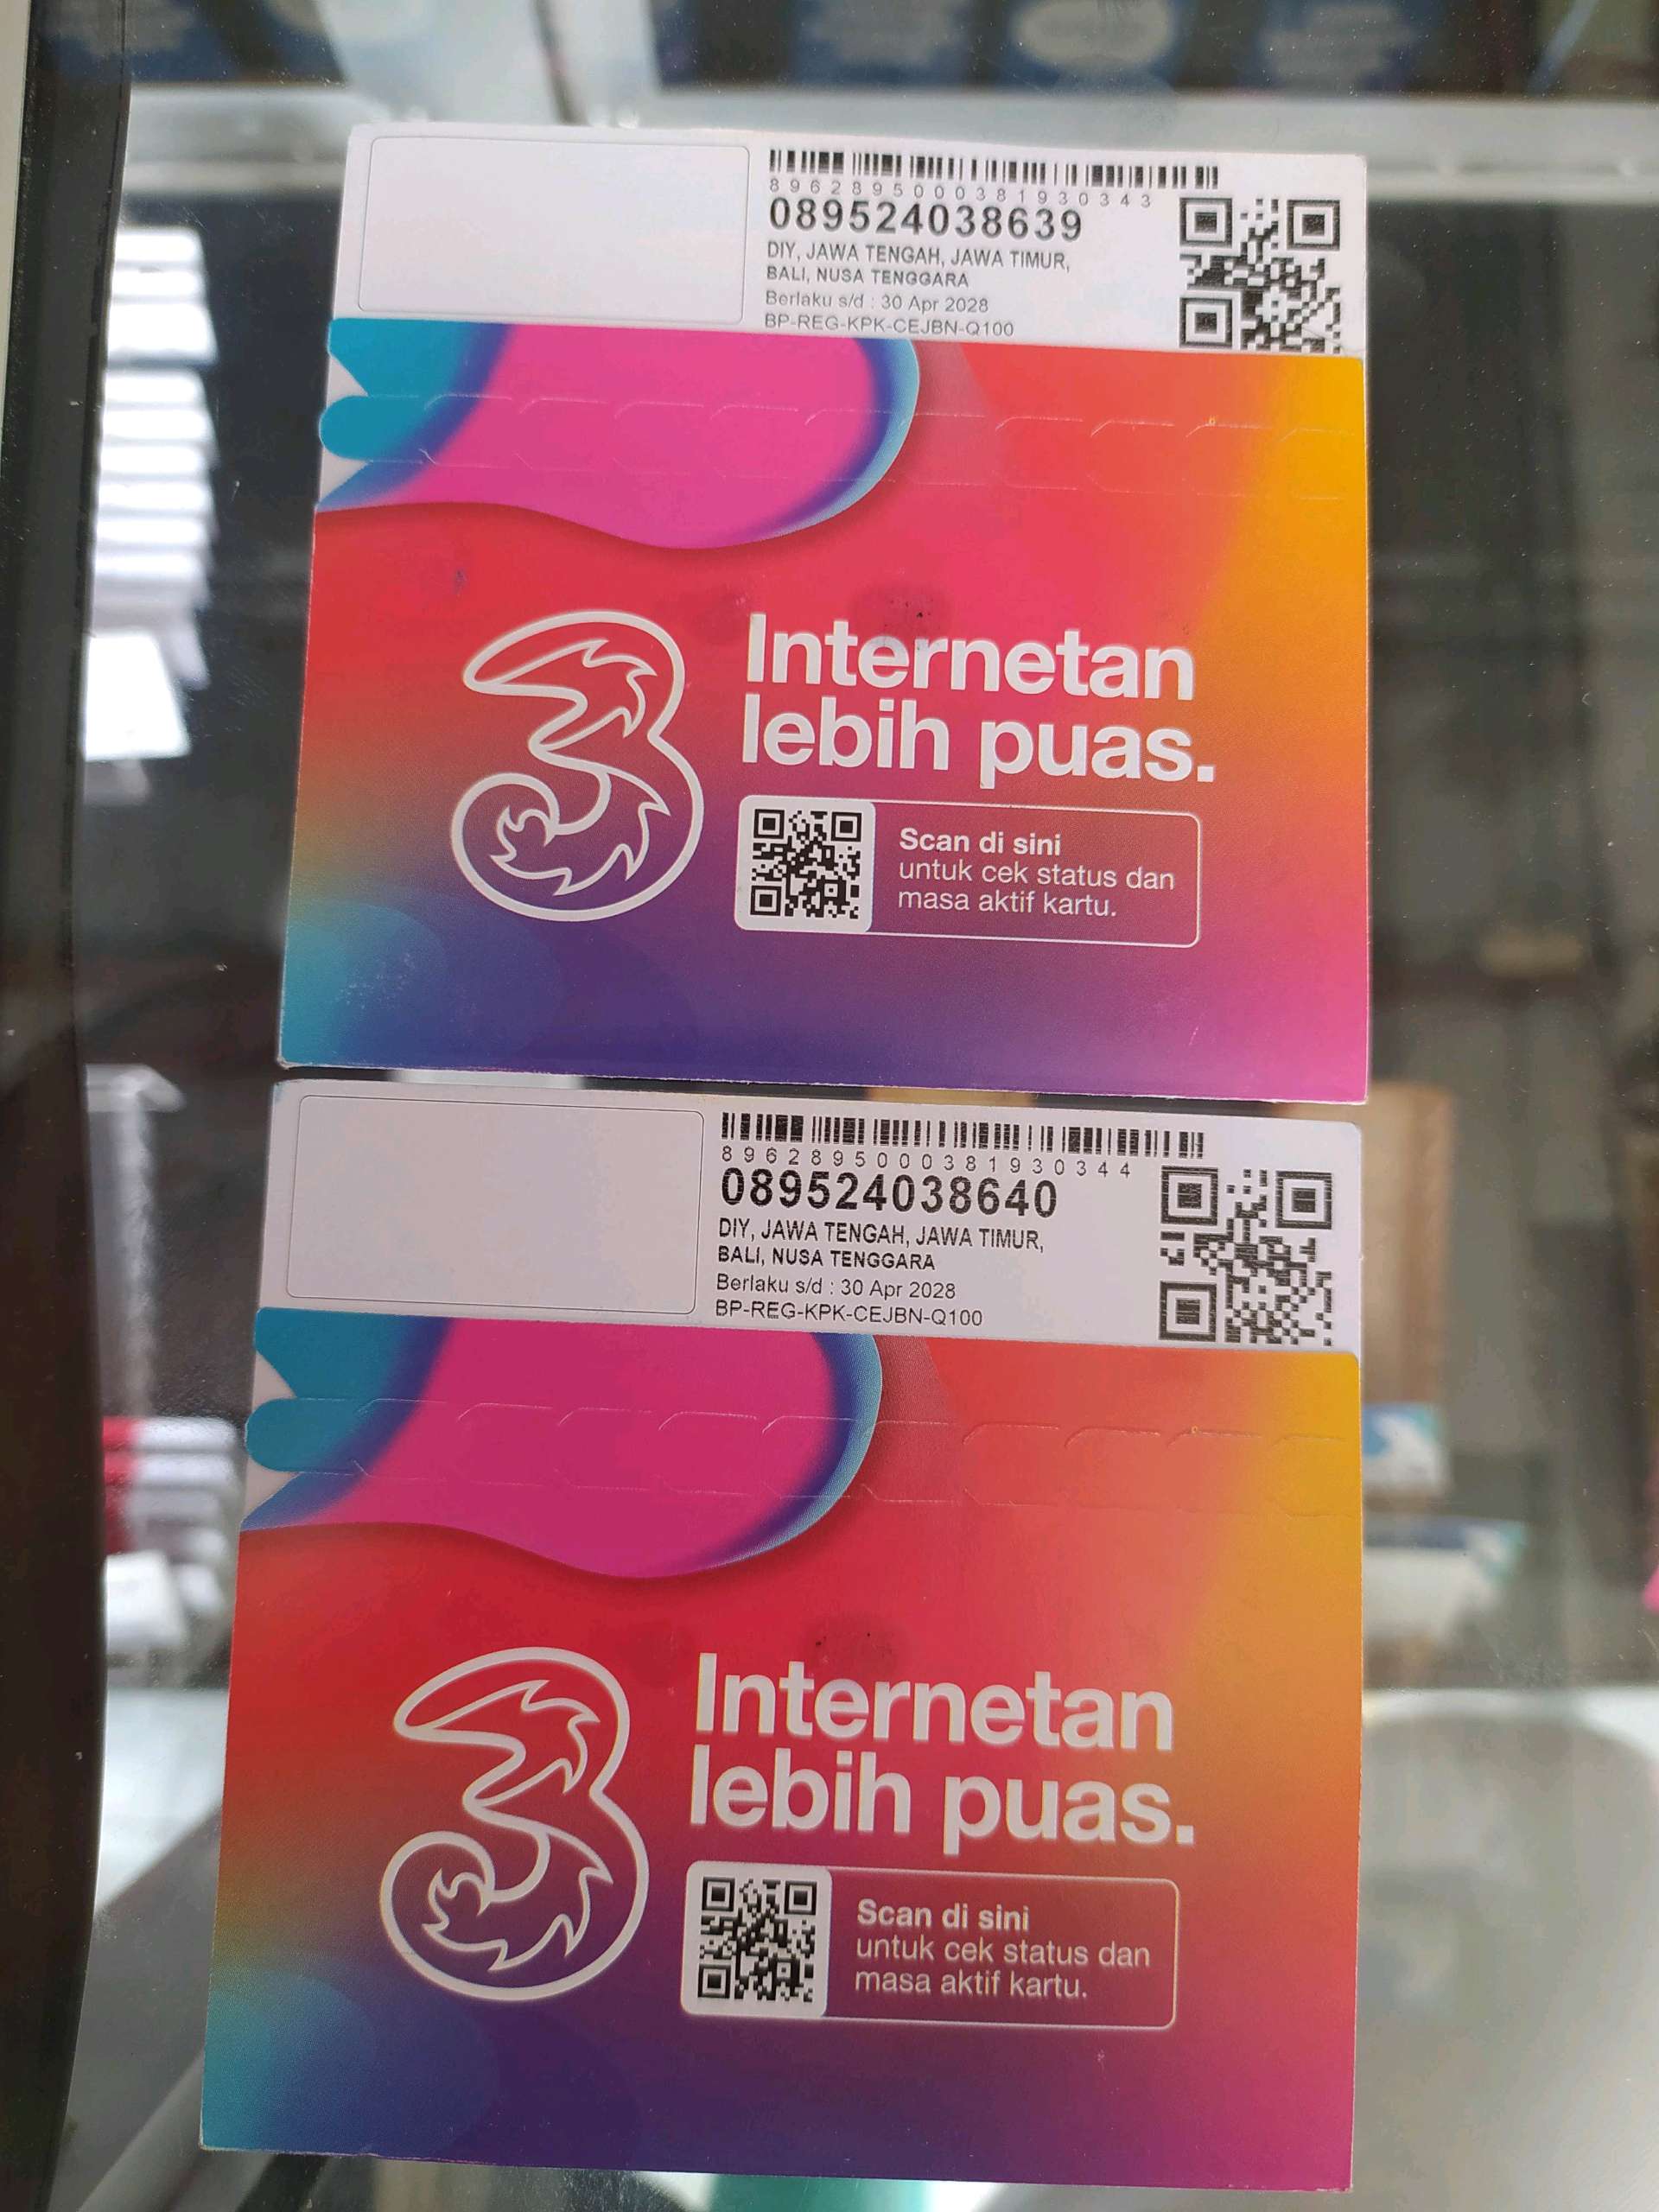 8962895000381930343
089524038639
DIY, JAWA TENGAH, JAWA TIMUR,
BALI, NUSA TENGGARA
Berlaku s/d : 30 Apr 2028
BP-REG-KPK-CEJBN-Q100
3
Internetan
lebih puas.
Scan di sini
untuk cek status dan
masa aktif kartu.
8962895000381930344
089524038640
DIY, JAWA TENGAH, JAWA TIMUR,
BALI, NUSA TENGGARA
Berlaku s/d : 30 Apr 2028
BP-REG-KPK-CEJBN-Q100
3
Internetan
lebih puas.
Scan di sini
untuk cek status dan
masa aktif kartu.